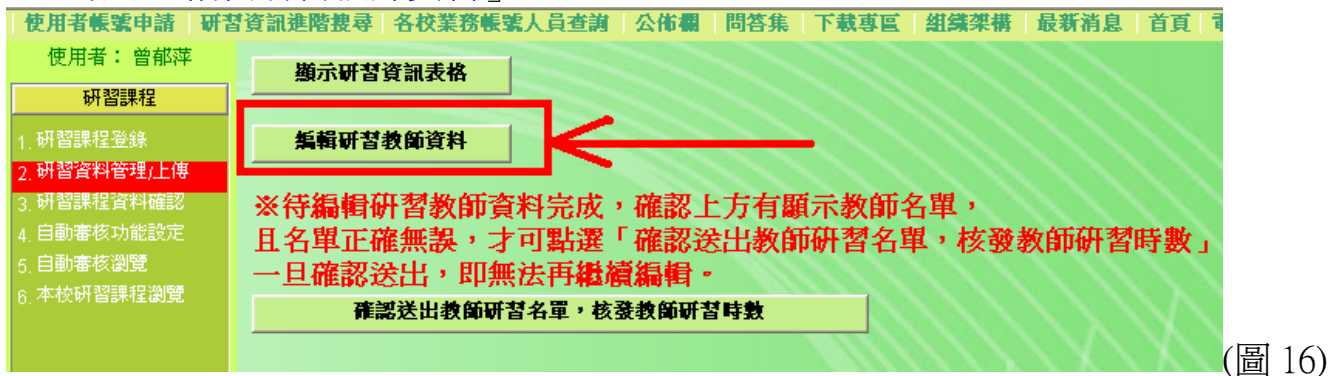 使用者帳號申請 | 研習資訊進階搜尋 | 各校業務帳號人員查詢 | 公佈欄 | 問答集 | 下載專區 | 組織架構 | 最新消息 | 首頁 |
使用者：曾郁萍
研習課程
1. 研習課程登錄
2. 研習資料管理/上傳
3. 研習課程資料確認
4. 自動審核功能設定
5. 自動審核瀏覽
6. 本校研習課程瀏覽
顯示研習資訊表格
編輯研習教師資料
※待編輯研習教師資料完成，確認上方有顯示教師名單，
且名單正確無誤，才可點選「確認送出教師研習名單，核發教師研習時數」
一旦確認送出，即無法再繼續編輯。
確認送出教師研習名單，核發教師研習時數
(圖 16)